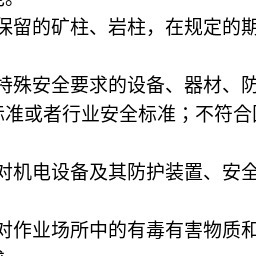 保留的矿柱、岩柱，在规定的期
特殊安全要求的设备、器材、防
标准或者行业安全标准；不符合国
对机电设备及其防护装置、安全
对作业场所中的有毒有害物质和